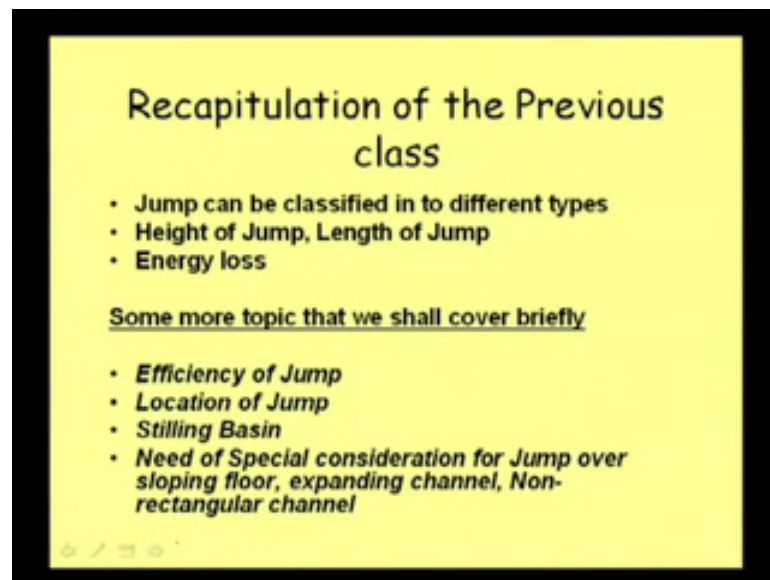 Recapitulation of the Previous
class
• Jump can be classified in to different types
• Height of Jump, Length of Jump
• Energy loss
Some more topic that we shall cover briefly
• Efficiency of Jump
• Location of Jump
• Stilling Basin
• Need of Special consideration for Jump over
sloping floor, expanding channel, Non-
rectangular channel